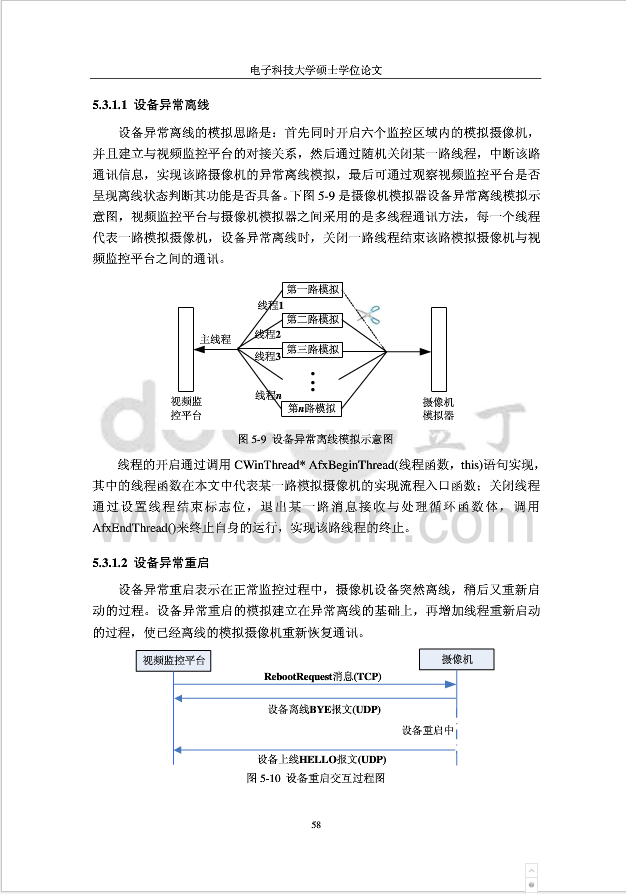 电子科技大学硕士学位论文
5.3.1.1 设备异常离线
设备异常离线的模拟思路是：首先同时开启六个监控区域内的模拟摄像机，
并且建立与视频监控平台的对接关系，然后通过随机关闭某一路线程，中断该路
通讯信息，实现该路摄像机的异常离线模拟，最后可通过观察视频监控平台是否
呈现离线状态判断其功能是否具备。下图 5-9 是摄像机模拟器设备异常离线模拟示
意图，视频监控平台与摄像机模拟器之间采用的是多线程通讯方法，每一个线程
代表一路模拟摄像机，设备异常离线时，关闭一路线程结束该路模拟摄像机与视
频监控平台之间的通讯。
第一路模拟
线程1
第二路模拟
主线程
线程2
第三路模拟
线程3
线程n
第n路模拟
视频监
控平台
摄像机
模拟器
图 5-9 设备异常离线模拟示意图
线程的开启通过调用 CWinThread* AfxBeginThread(线程函数，this)语句实现，
其中的线程函数在本文中代表某一路模拟摄像机的实现流程入口函数；关闭线程
通过设置线程结束标志位，退出某一路消息接收与处理循环函数体，调用
AfxEndThread()来终止自身的运行，实现该路线程的终止。
5.3.1.2 设备异常重启
设备异常重启表示在正常监控过程中，摄像机设备突然离线，稍后又重新启
动的过程。设备异常重启的模拟建立在异常离线的基础上，再增加线程重新启动
的过程，使已经离线的模拟摄像机重新恢复通讯。
视频监控平台
摄像机
RebootRequest消息(TCP)
设备离线BYE报文(UDP)
设备重启中
设备上线HELLO报文(UDP)
图 5-10 设备重启交互过程图
58
docin 豆丁
www.docin.com